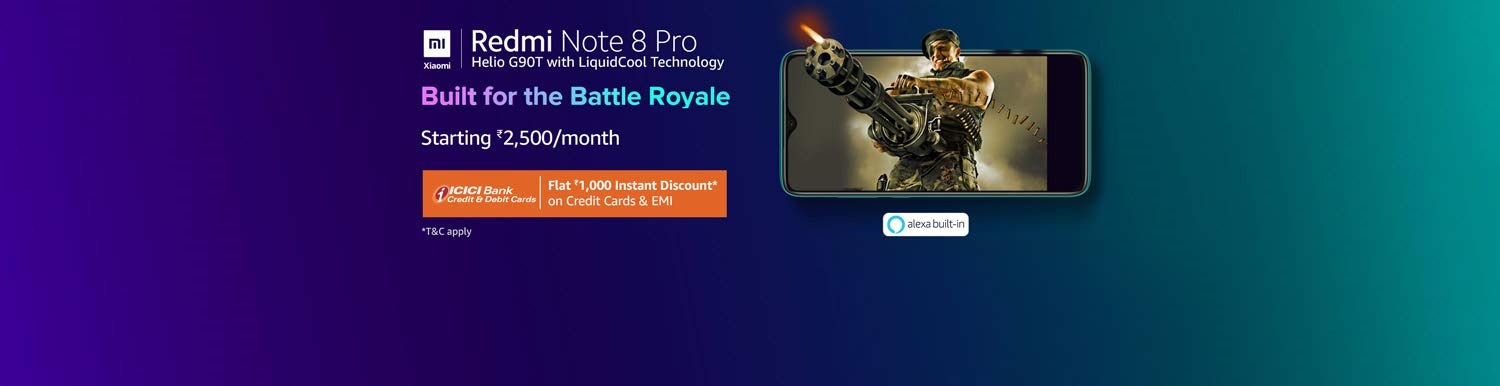 mi
Xiaomi
Redmi Note 8 Pro
Helio G90T with LiquidCool Technology
Built for the Battle Royale
Starting ₹2,500/month
ICICI Bank
Credit & Debit Cards
Flat ₹1,000 Instant Discount*
on Credit Cards & EMI
*T&C apply
alexa built-in